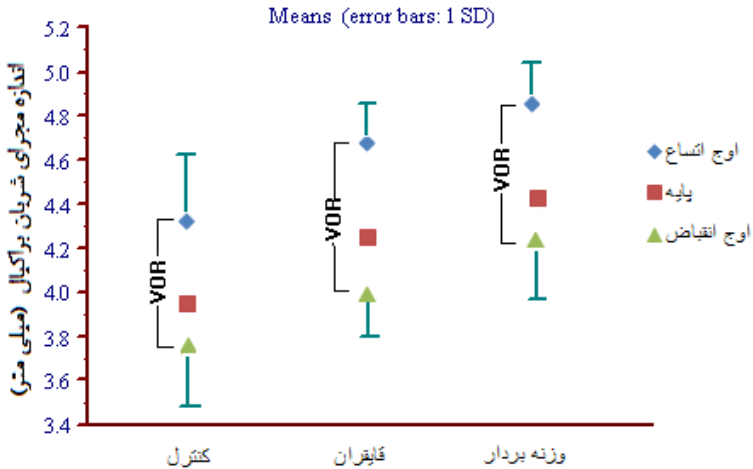 Means (error bars: 1 SD)
اندازه مجرای شریان براکیال (میلی متر)
5.2
5.0
4.8
4.6
4.4
4.2
4.0
3.8
3.6
3.4
VOR
VOR
VOR
اوج اتساع
پایه
اوج انقباض
کنترل
قایقران
وزنه بردار